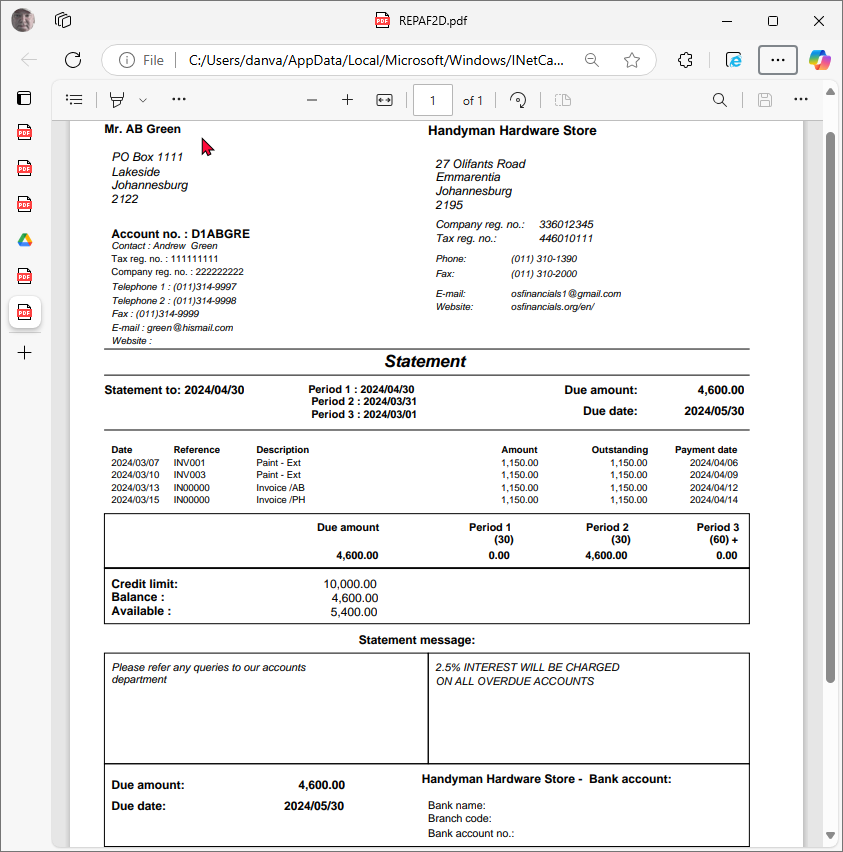 REPAF2D.pdf
File C:/Users/danva/AppData/Local/Microsoft/Windows/INetCa...
1 of 1
Mr. AB Green
PO Box 1111
Lakeside
Johannesburg
2122
Account no. : D1ABGRE
Contact : Andrew Green
Tax reg. no. : 111111111
Company reg. no. : 222222222
Telephone 1 : (011)314-9997
Telephone 2 : (011)314-9998
Fax : (011)314-9999
E-mail : green@hismail.com
Website :
Handyman Hardware Store
27 Olifants Road
Emmarentia
Johannesburg
2195
Company reg. no.: 336012345
Tax reg. no.: 446010111
Phone: (011) 310-1390
Fax: (011) 310-2000
E-mail: osfinancials1@gmail.com
Website: osfinancials.org/en/
Statement
Statement to: 2024/04/30
Period 1 : 2024/04/30
Period 2 : 2024/03/31
Period 3 : 2024/03/01
Due amount: 4,600.00
Due date: 2024/05/30
Date Reference Description Amount Outstanding Payment date
2024/03/07 INV001 Paint - Ext 1,150.00 1,150.00 2024/04/06
2024/03/10 INV003 Paint - Ext 1,150.00 1,150.00 2024/04/09
2024/03/13 IN00000 Invoice /AB 1,150.00 1,150.00 2024/04/12
2024/03/15 IN00000 Invoice /PH 1,150.00 1,150.00 2024/04/14
Due amount Period 1 Period 2 Period 3
(30) (30) (60) +
4,600.00 0.00 4,600.00 0.00
Credit limit: 10,000.00
Balance : 4,600.00
Available : 5,400.00
Statement message:
Please refer any queries to our accounts
department
2.5% INTEREST WILL BE CHARGED
ON ALL OVERDUE ACCOUNTS
Due amount: 4,600.00
Due date: 2024/05/30
Handyman Hardware Store - Bank account:
Bank name:
Branch code:
Bank account no.: